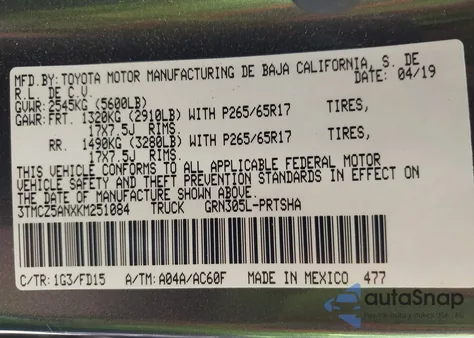 MFD.BY:TOYOTA MOTOR MANUFACTURING DE BAJA CALIFORNIA, S. DE
R.L. DE C.V. DATE: 04/19
GVWR: 2545KG (5600LB)
GAWR:FRT. 1320KG (2910LB) WITH P265/65R17 TIRES,
17X7.5J RIMS.
RR. 1490KG (3280LB) WITH P265/65R17 TIRES,
17X7.5J RIMS.
THIS VEHICLE CONFORMS TO ALL APPLICABLE FEDERAL MOTOR
VEHICLE SAFETY AND THEFT PREVENTION STANDARDS IN EFFECT ON
THE DATE OF MANUFACTURE SHOWN ABOVE.
3TMCZ5ANXKM251084 TRUCK GRN305L-PRTSHA
C/TR: 1G3/FD15 A/TM: A04A/AC60F MADE IN MEXICO 477
autoSnap